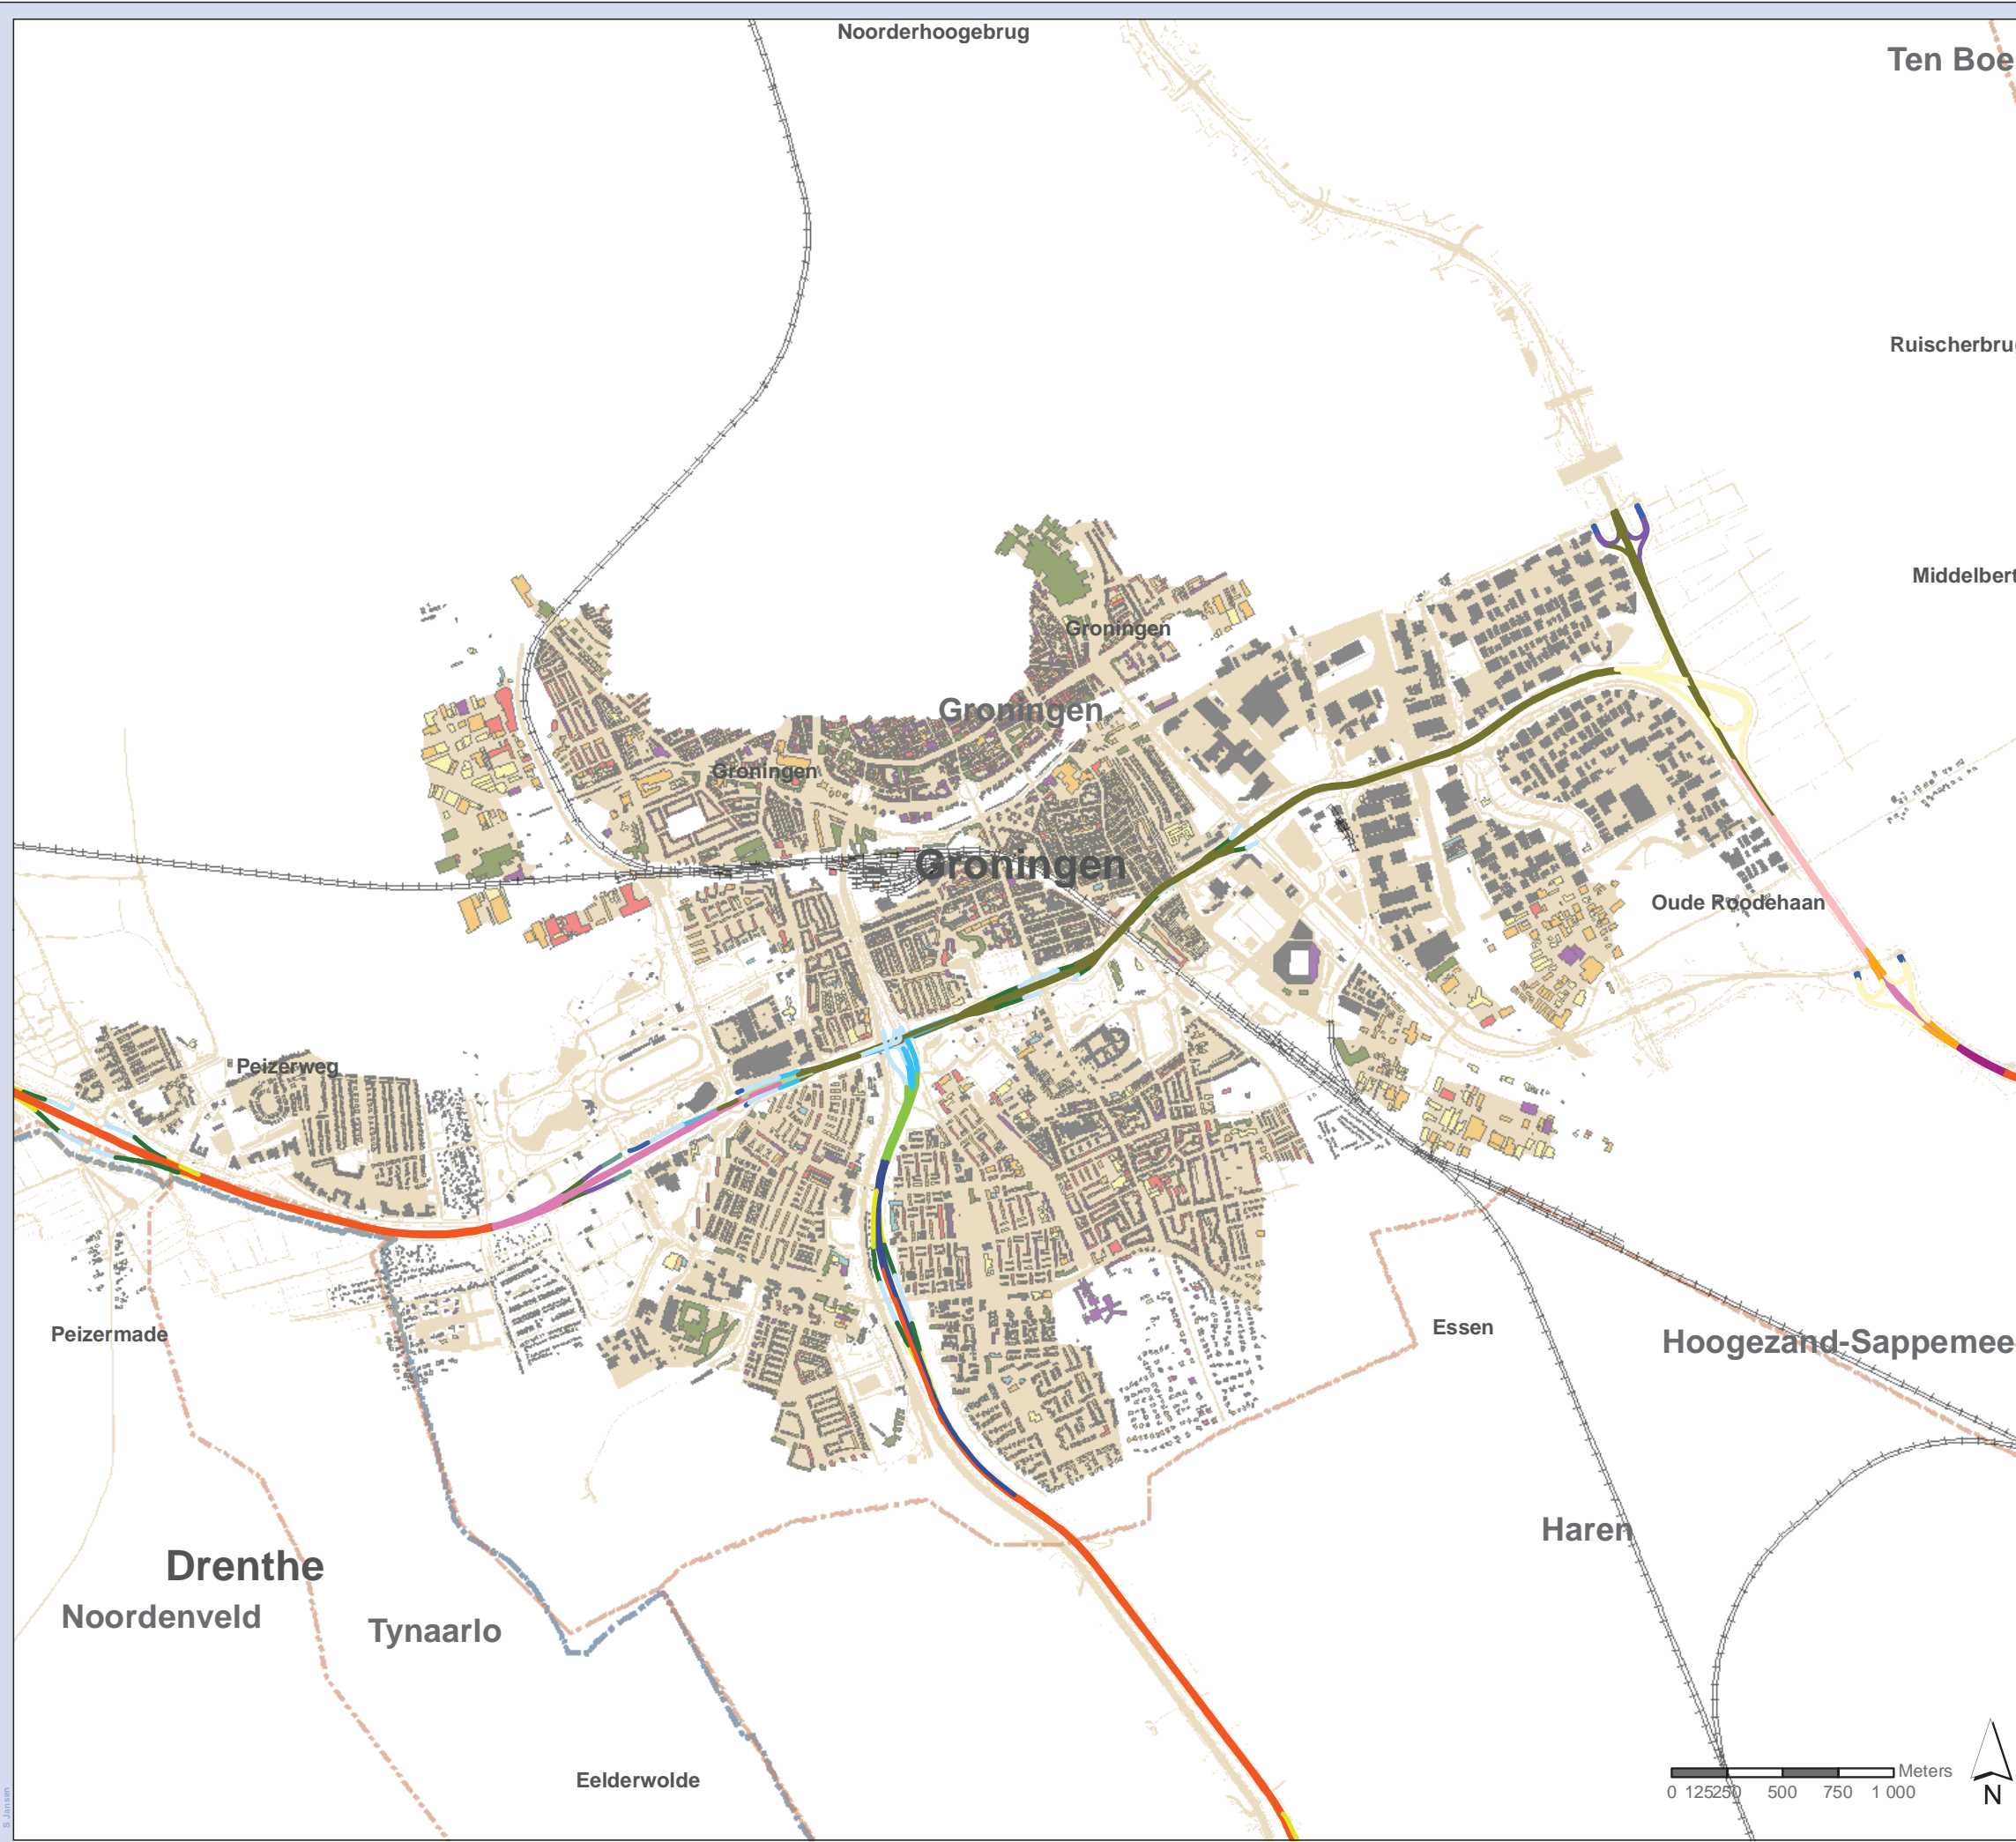 Noorderhoogebrug
Ten Boe
Ruischerbru
Middelbert
Groningen
Groningen
Groningen
Groningen
Oude Roodehaan
Peizerweg
Peizermade
Essen
Hoogezand-Sappemee
Haren
Drenthe
Noordenveld
Tynaarlo
Eelderwolde
Meters
0 125250 500 750 1 000
N
S Jansen